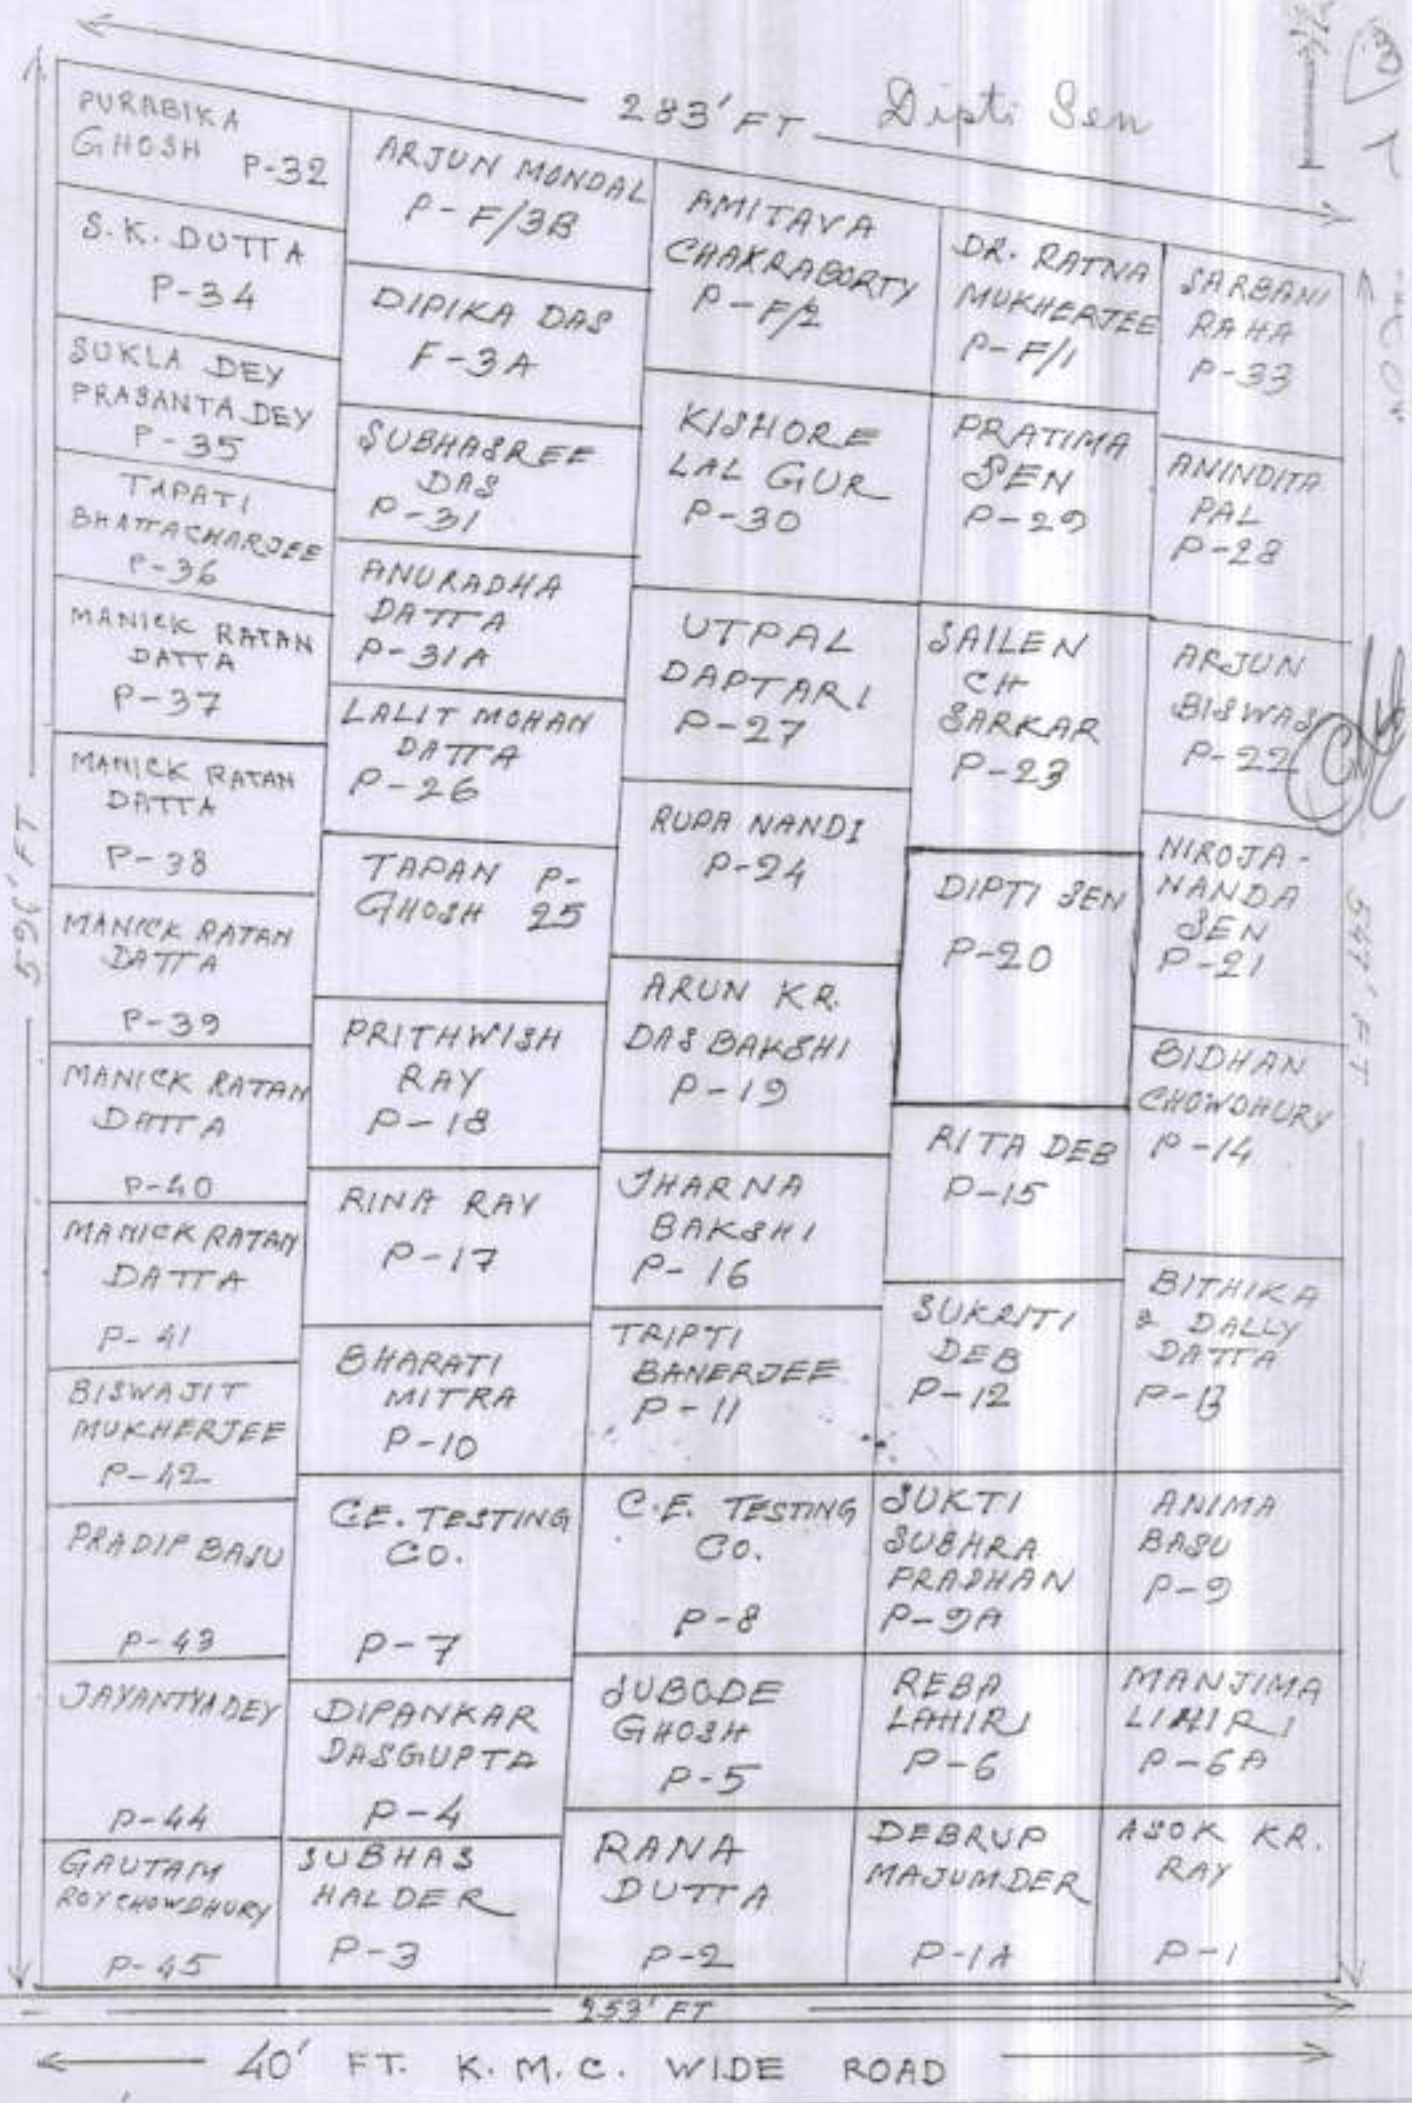 283' FT
Dipti Sen
PURABIKA
GHOSH P-32
S.K. DUTTA
P-34
SUKLA DEY
PRASANTA DEY
P-35
TAPATI
BHATTACHARJEE
P-36
MANICK RATAN
DATTA
P-37
MANICK RATAN
DATTA
P-38
MANICK RATAN
DATTA
P-39
MANICK RATAN
DATTA
P-40
MANICK RATAN
DATTA
P-41
BISWAJIT
MUKHERJEE
P-42
PRADIP BASU
P-43
JAYANTYA DEY
P-44
GAUTAM
ROY CHOWDHURY
P-45
ARJUN MONDAL
P-F/3B
DIPIKA DAS
F-3A
SUBHASREE
DAS
P-31
ANURADHA
DATTA
P-31A
LALIT MOHAN
DATTA
P-26
TAPAN P-
GHOSH 25
PRITHWISH
RAY
P-18
RINA RAY
P-17
BHARATI
MITRA
P-10
C.E. TESTING
CO.
P-7
DIPANKAR
DASGUPTA
P-4
SUBHAS
HALDER
P-3
AMITAVA
CHAKRABORTY
P-F/2
KISHORE
LAL GUR
P-30
UTPAL
DAPTARI
P-27
RUPA NANDI
P-24
ARUN KR.
DAS BAKSHI
P-19
JHARNA
BAKSHI
P-16
TRIPTI
BANERJEE
P-11
C.E. TESTING
CO.
P-8
SUBODE
GHOSH
P-5
RANA
DUTTA
P-2
DR. RATNA
MUKHERJEE
P-F/1
PRATIMA
SEN
P-29
SAILEN
CH
SARKAR
P-23
DIPTI SEN
P-20
RITA DEB
P-15
SUKRITI
DEB
P-12
SUKTI
SUBHRA
PRADHAN
P-9A
REBA
LAHIRI
P-6
DEBRUP
MAJUMDER
P-1A
SARBANI
RAHA
P-33
ANINDITA
PAL
P-28
ARJUN
BISWAS
P-22
NIROJA-
NANDA
SEN
P-21
BIDHAN
CHOWDHURY
P-14
BITHIKA
& DALLY
DATTA
P-13
ANIMA
BASU
P-9
MANJIMA
LIHIRI
P-6A
ASOK KR.
RAY
P-1
596' FT
547' FT
253' FT
40' FT. K.M.C. WIDE ROAD